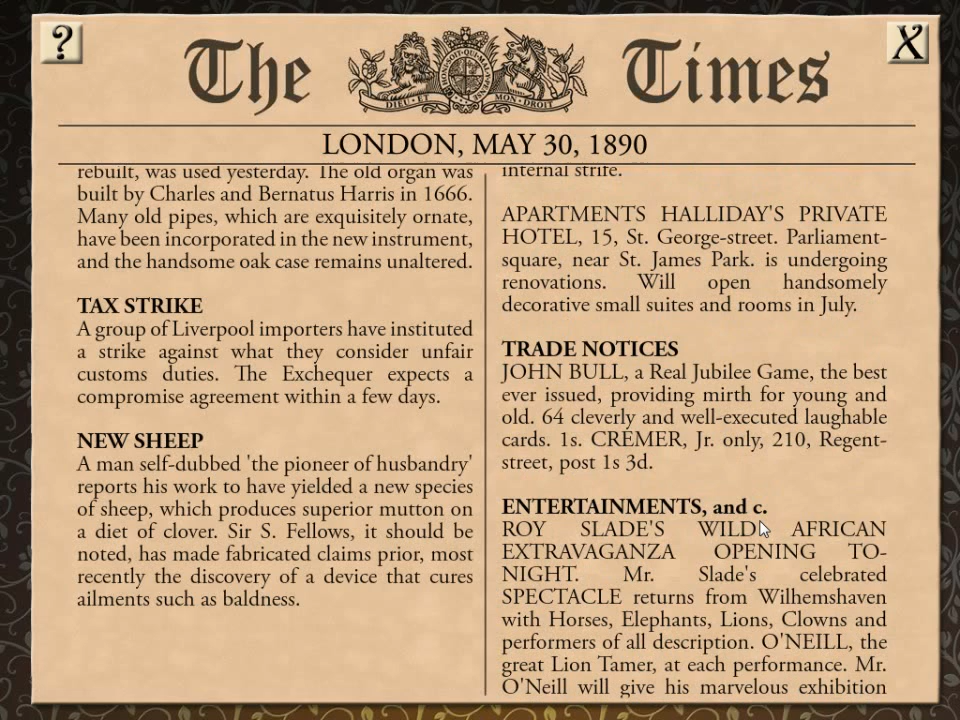 ?
The Times
X
HONI·SOIT·QUI·MAL·Y·PENSE
DIEU·ET MON·DROIT
LONDON, MAY 30, 1890
rebuilt, was used yesterday. The old organ was
built by Charles and Bernatus Harris in 1666.
Many old pipes, which are exquisitely ornate,
have been incorporated in the new instrument,
and the handsome oak case remains unaltered.
TAX STRIKE
A group of Liverpool importers have instituted
a strike against what they consider unfair
customs duties. The Exchequer expects a
compromise agreement within a few days.
NEW SHEEP
A man self-dubbed 'the pioneer of husbandry'
reports his work to have yielded a new species
of sheep, which produces superior mutton on
a diet of clover. Sir S. Fellows, it should be
noted, has made fabricated claims prior, most
recently the discovery of a device that cures
ailments such as baldness.
internal strife.
APARTMENTS HALLIDAY'S PRIVATE
HOTEL, 15, St. George-street. Parliament-
square, near St. James Park. is undergoing
renovations. Will open handsomely
decorative small suites and rooms in July.
TRADE NOTICES
JOHN BULL, a Real Jubilee Game, the best
ever issued, providing mirth for young and
old. 64 cleverly and well-executed laughable
cards. 1s. CREMER, Jr. only, 210, Regent-
street, post 1s 3d.
ENTERTAINMENTS, and c.
ROY SLADE'S WILD AFRICAN
EXTRAVAGANZA OPENING TO-
NIGHT. Mr. Slade's celebrated
SPECTACLE returns from Wilhemshaven
with Horses, Elephants, Lions, Clowns and
performers of all description. O'NEILL, the
great Lion Tamer, at each performance. Mr.
O'Neill will give his marvelous exhibition